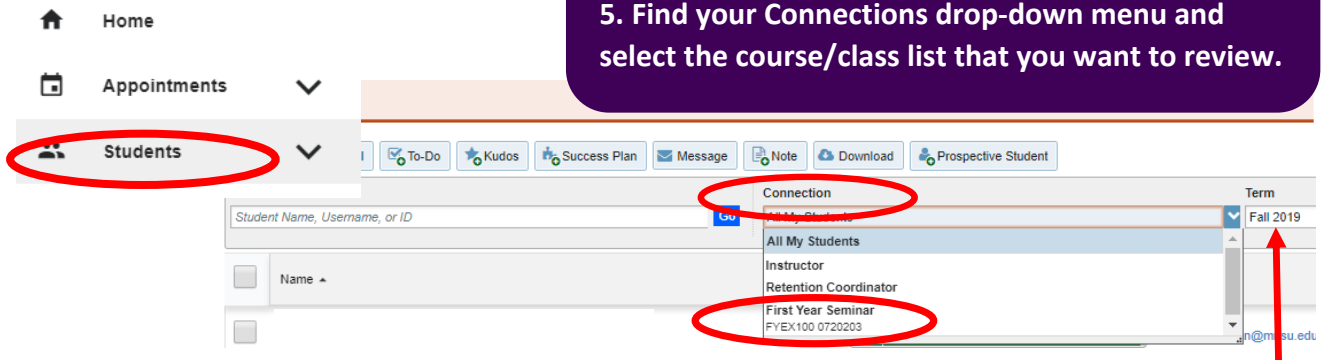 Home
5. Find your Connections drop-down menu and
select the course/class list that you want to review.
Appointments
Students
To-Do
Kudos
Success Plan
Message
Note
Download
Prospective Student
Connection
Term
Student Name, Username, or ID
Go
All My Students
Fall 2019
All My Students
Instructor
Retention Coordinator
Name
First Year Seminar
FYEX100 0720203